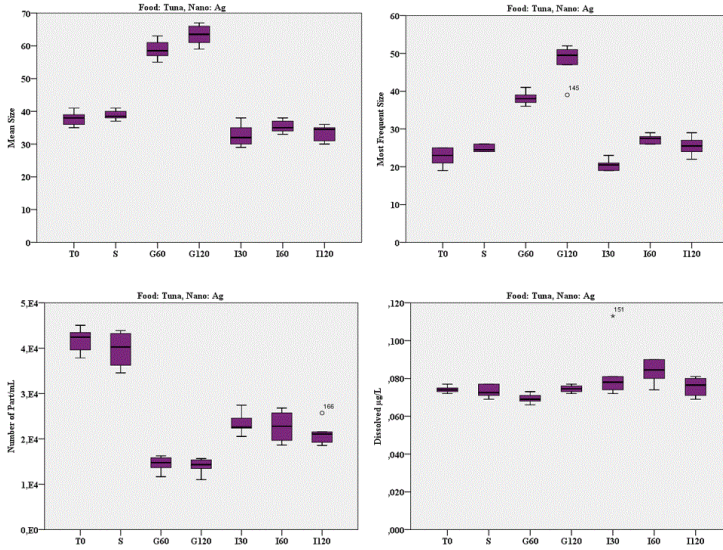 Food: Tuna, Nano: Ag
70
60
50
40
30
20
10
0
Mean Size
T0 S G60 G120 I30 I60 I120
Food: Tuna, Nano: Ag
60
50
40
30
20
10
0
Most Frequent Size
145
T0 S G60 G120 I30 I60 I120
Food: Tuna, Nano: Ag
5,E4
4,E4
3,E4
2,E4
1,E4
0,E0
Number of Part/mL
166
T0 S G60 G120 I30 I60 I120
Food: Tuna, Nano: Ag
,120
,100
,080
,060
,040
,020
,000
Dissolved µg/L
151
T0 S G60 G120 I30 I60 I120